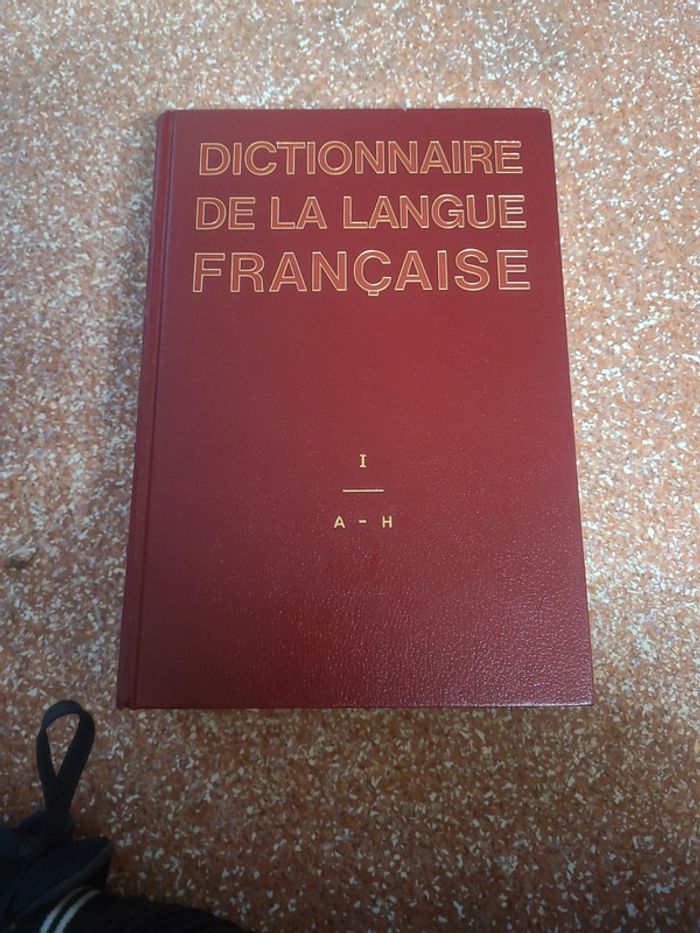 DICTIONNAIRE
DE LA LANGUE
FRANÇAISE
I
A - H